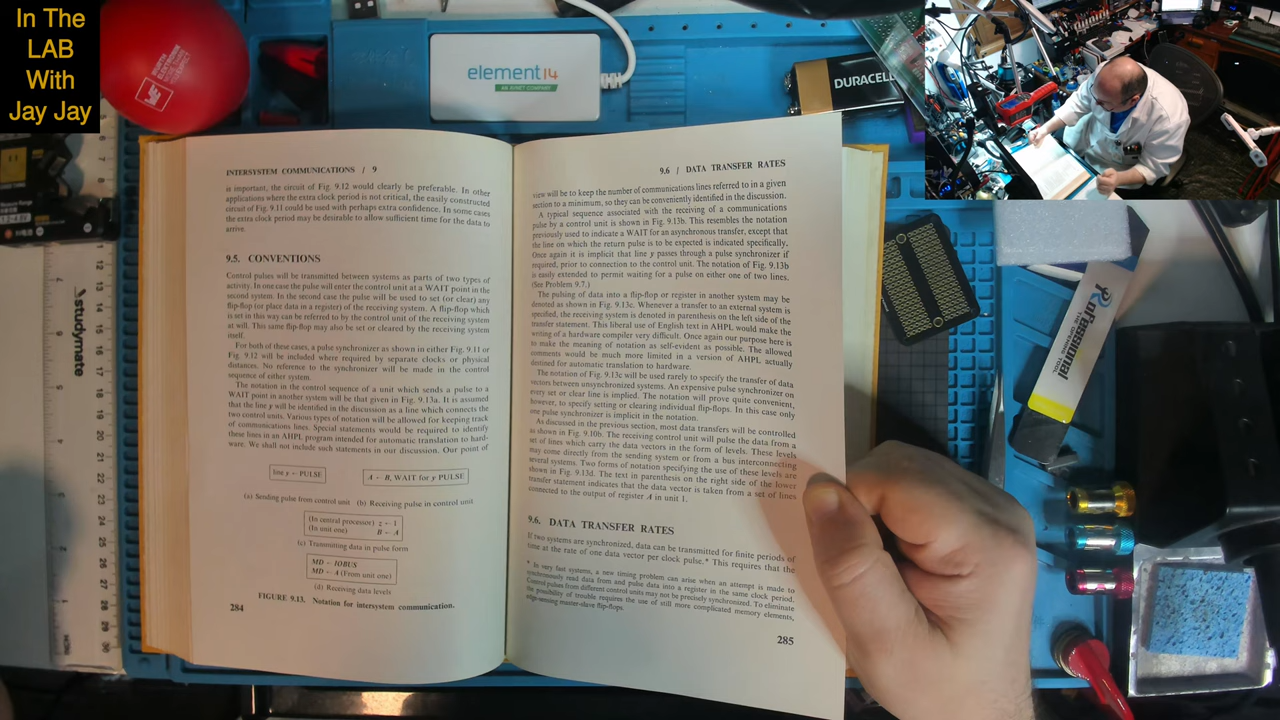 In The
LAB
With
Jay Jay
element14
AN AVNET COMPANY
DURACELL
studymate
INTERSYSTEM COMMUNICATIONS / 9
is important, the circuit of Fig. 9.12 would clearly be preferable. In other
applications where the extra clock period is not critical, the easily constructed
circuit of Fig. 9.11 could be used with perhaps extra confidence. In some cases
the extra clock period may be desirable to allow sufficient time for the data to
arrive.
9.5. CONVENTIONS
Control pulses will be transmitted between systems as parts of two types of
activity. In one case the pulse will enter the control unit at a WAIT point in the
second system. In the second case the pulse will be used to set (or clear) any
flip-flop (or place data in a register) of the receiving system. A flip-flop which
is set in this way can be referred to by the control unit of the receiving system
at will. This same flip-flop may also be set or cleared by the receiving system
itself.
For both of these cases, a pulse synchronizer as shown in either Fig. 9.11 or
Fig. 9.12 will be included where required by separate clocks or physical
distances. No reference to the synchronizer will be made in the control
sequence of either system.
The notation in the control sequence of a unit which sends a pulse to a
WAIT point in another system will be that given in Fig. 9.13a. It is assumed
that the line y will be identified in the discussion as a line which connects the
two control units. Various types of notation will be allowed for keeping track
of communications lines. Special statements would be required to identify
these lines in an AHPL program intended for automatic translation to hard-
ware. We shall not include such statements in our discussion. Our point of
line y ← PULSE
A ← B, WAIT for y PULSE
(a) Sending pulse from control unit (b) Receiving pulse in control unit
(In central processor) z ← 1
(In unit one) B ← A
(c) Transmitting data in pulse form
MD ← IOBUS
MD ← A (From unit one)
(d) Receiving data levels
FIGURE 9.13. Notation for intersystem communication.
284
9.6 / DATA TRANSFER RATES
view will be to keep the number of communications lines referred to in a given
section to a minimum, so they can be conveniently identified in the discussion.
A typical sequence associated with the receiving of a communications
pulse by a control unit is shown in Fig. 9.13b. This resembles the notation
previously used to indicate a WAIT for an asynchronous transfer, except that
the line on which the return pulse is to be expected is indicated specifically,
Once again it is implicit that line y passes through a pulse synchronizer if
required, prior to connection to the control unit. The notation of Fig. 9.13b
is easily extended to permit waiting for a pulse on either one of two lines.
(See Problem 9.7.)
The pulsing of data into a flip-flop or register in another system may be
denoted as shown in Fig. 9.13c. Whenever a transfer to an external system is
specified, the receiving system is denoted in parenthesis on the left side of the
transfer statement. This liberal use of English text in AHPL would make the
writing of a hardware compiler very difficult. Once again our purpose here is
to make the meaning of notation as self-evident as possible. The allowed
comments would be much more limited in a version of AHPL actually
destined for automatic translation to hardware.
The notation of Fig. 9.13c will be used rarely to specify the transfer of data
vectors between unsynchronized systems. An expensive pulse synchronizer on
every set or clear line is implied. The notation will prove quite convenient,
however, to specify setting or clearing individual flip-flops. In this case only
one pulse synchronizer is implicit in the notation.
As discussed in the previous section, most data transfers will be controlled
as shown in Fig. 9.10b. The receiving control unit will pulse the data from a
set of lines which carry the data vectors in the form of levels. These levels
may come directly from the sending system or from a bus interconnecting
several systems. Two forms of notation specifying the use of these levels are
shown in Fig. 9.13d. The text in parenthesis on the right side of the lower
transfer statement indicates that the data vector is taken from a set of lines
connected to the output of register A in unit 1.
9.6. DATA TRANSFER RATES
If two systems are synchronized, data can be transmitted for finite periods of
time at the rate of one data vector per clock pulse.* This requires that the
* In very fast systems, a new timing problem can arise when an attempt is made to
synchronously read data from and pulse data into a register in the same clock period.
Control pulses from different control units may not be precisely synchronized. To eliminate
the possibility of trouble requires the use of still more complicated memory elements,
edge-sensing master-slave flip-flops.
285